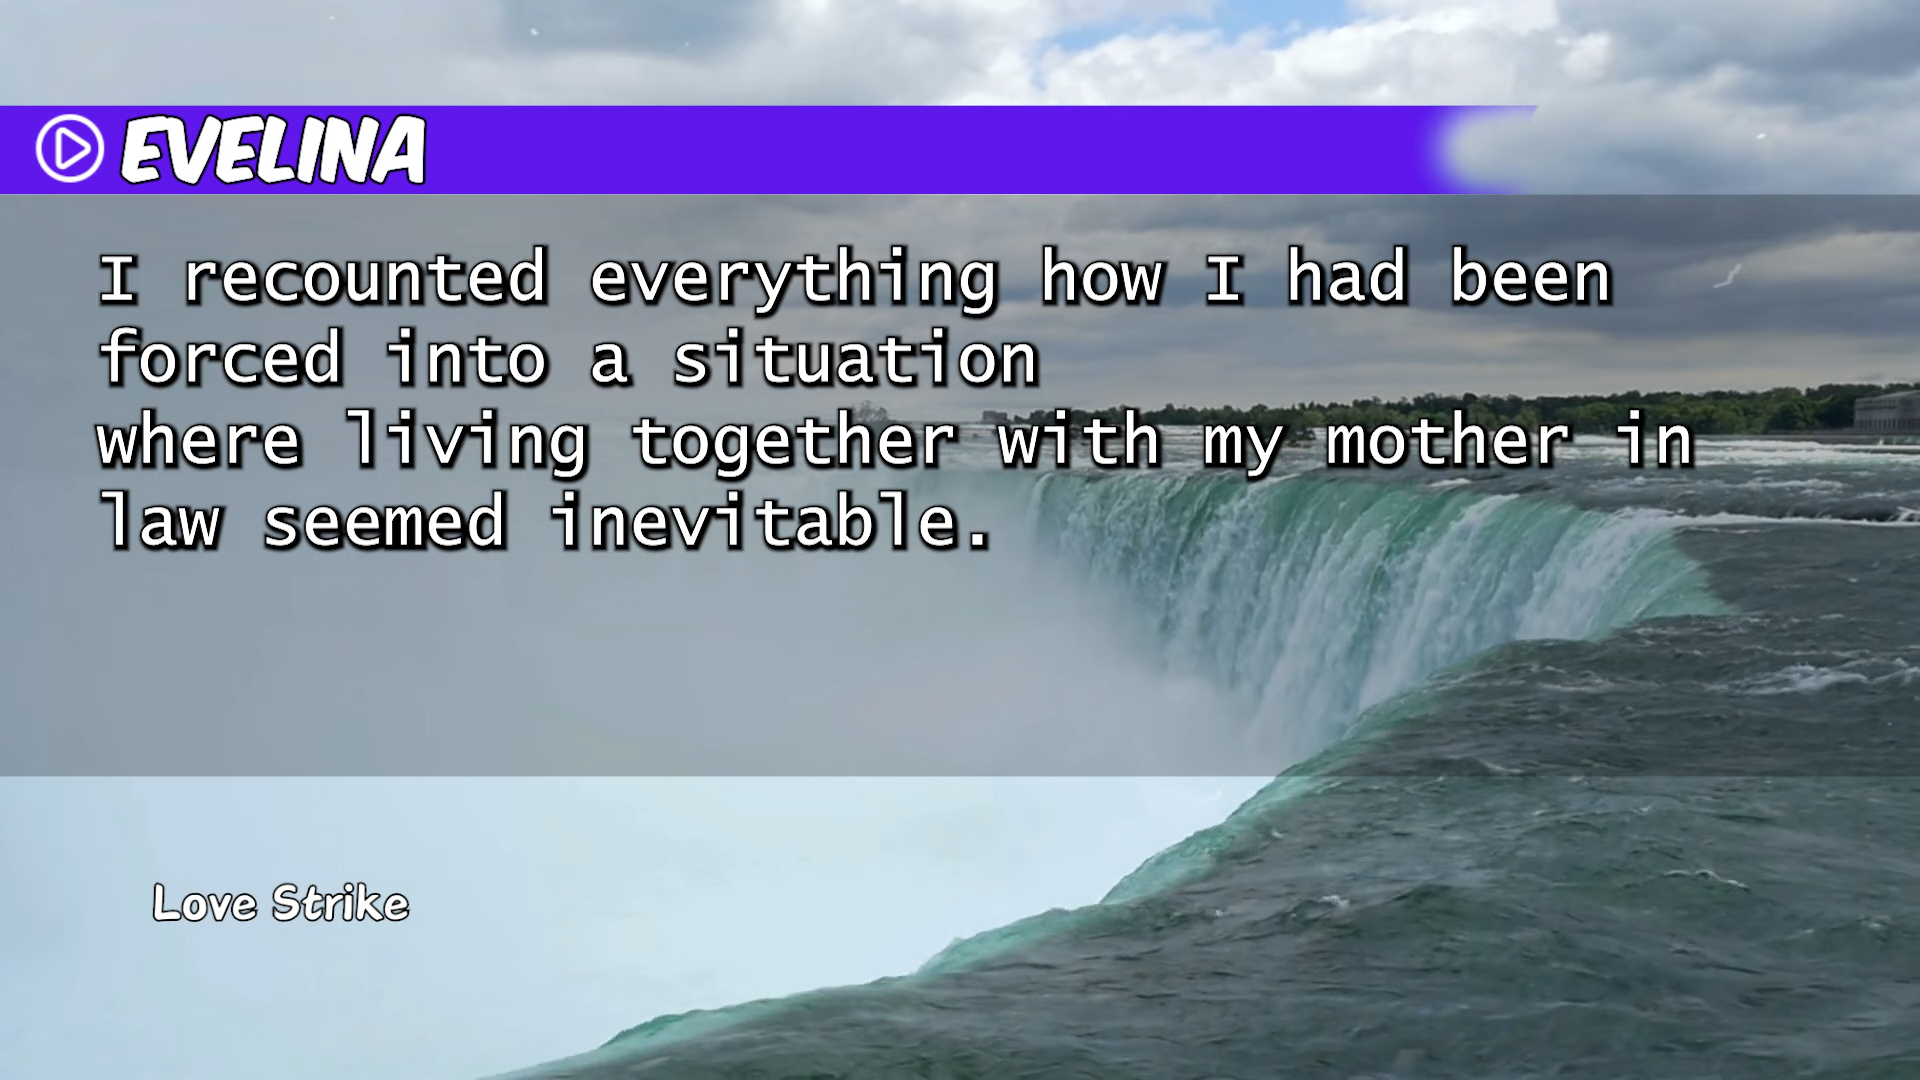 EVELINA
I recounted everything how I had been
forced into a situation
where living together with my mother in
law seemed inevitable.
Love Strike